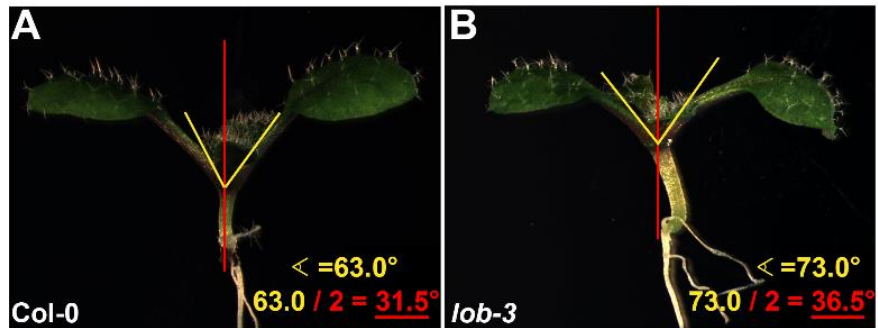 A
∢ =63.0°
63.0 / 2 = 31.5°
Col-0
B
∢ =73.0°
73.0 / 2 = 36.5°
lob-3